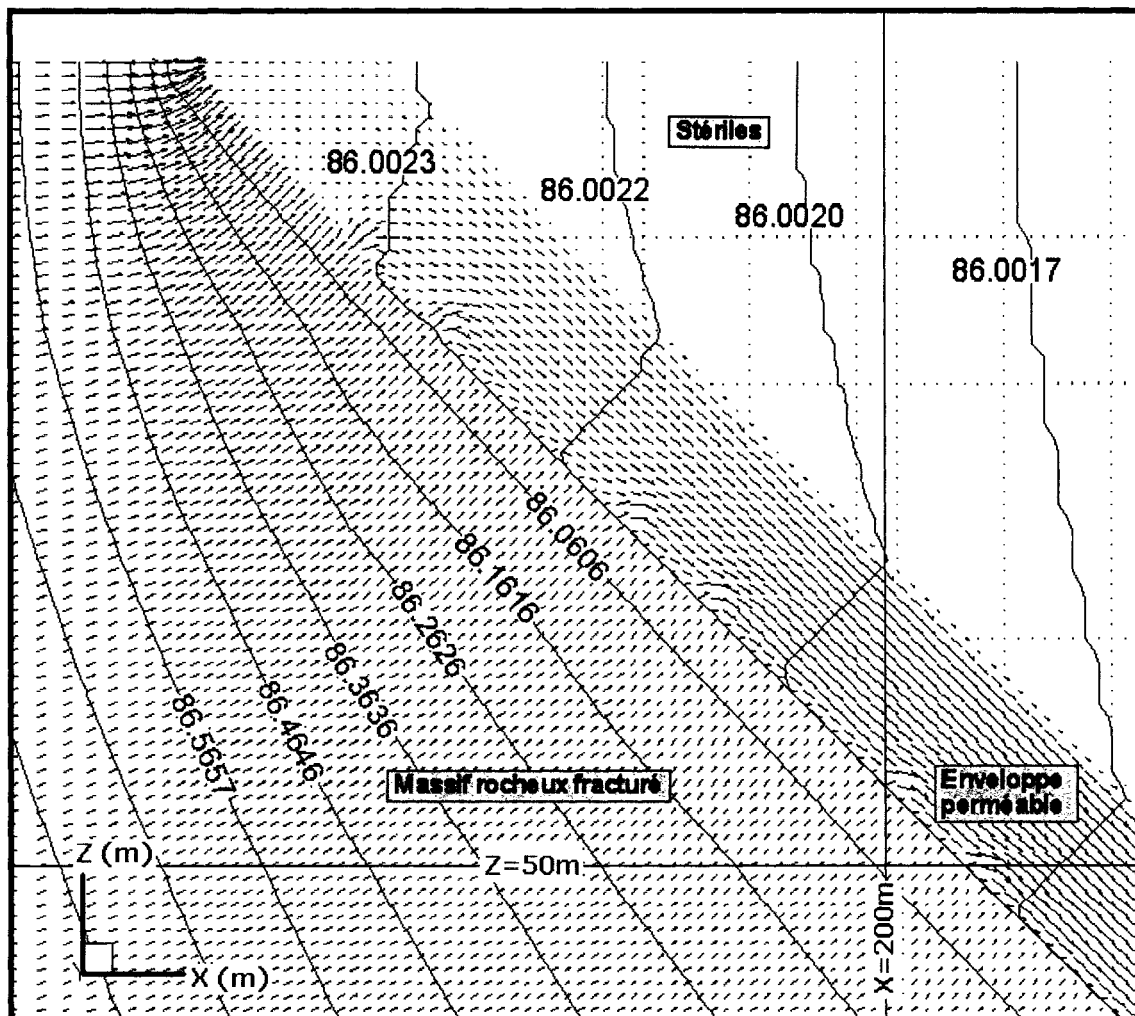 Stériles
86.0023
86.0022
86.0020
86.0017
86.0606
86.1616
86.2626
86.3636
86.4646
86.5657
Massif rocheux fracturé
Enveloppe
perméable
Z (m)
Z=50m
X=200m
X (m)